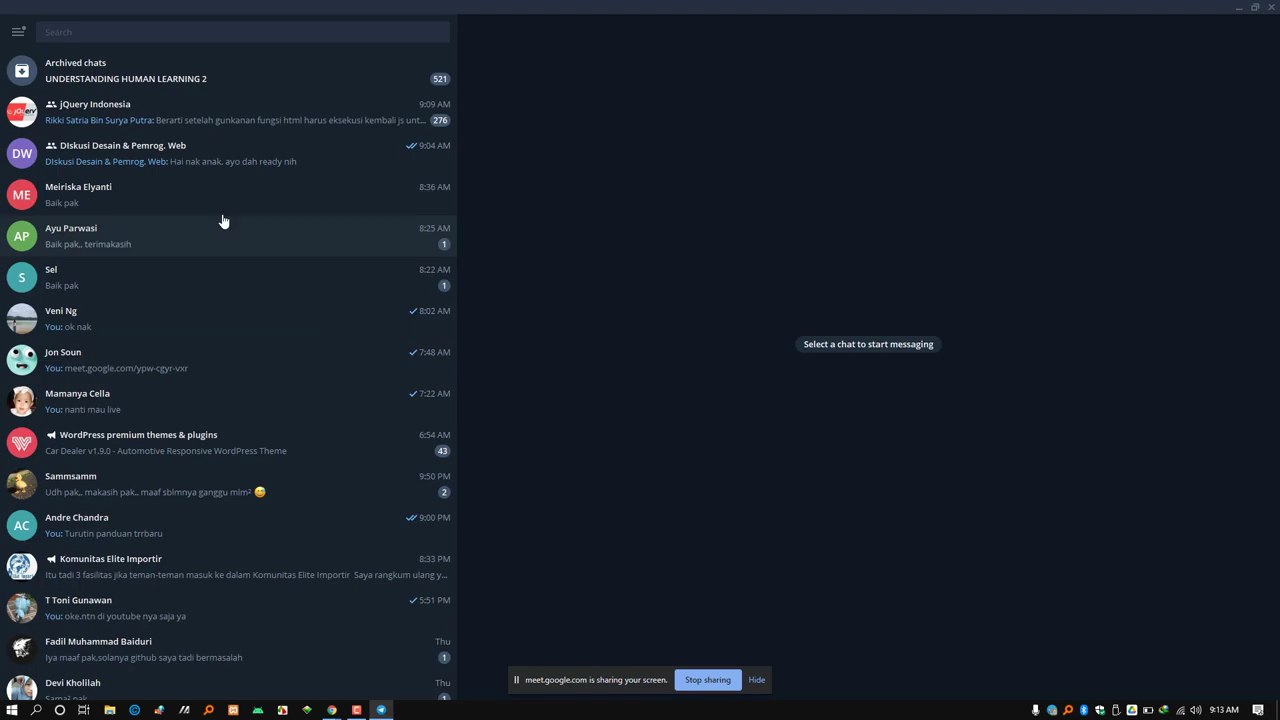 Search
Archived chats
UNDERSTANDING HUMAN LEARNING 2
521
jQuery Indonesia
9:09 AM
Rikki Satria Bin Surya Putra: Berarti setelah gunkanan fungsi html harus eksekusi kembali js unt...
276
DW
DIskusi Desain & Pemrog. Web
9:04 AM
DIskusi Desain & Pemrog. Web: Hai nak anak, ayo dah ready nih
ME
Meiriska Elyanti
8:36 AM
Baik pak
AP
Ayu Parwasi
8:25 AM
Baik pak,, terimakasih
1
S
Sel
8:22 AM
Baik pak
1
Veni Ng
8:02 AM
You: ok nak
Jon Soun
7:48 AM
You: meet.google.com/ypw-cgyr-vxr
Mamanya Cella
7:22 AM
You: nanti mau live
WordPress premium themes & plugins
6:54 AM
Car Dealer v1.9.0 - Automotive Responsive WordPress Theme
43
Sammsamm
9:50 PM
Udh pak,, makasih pak.. maaf sblmnya ganggu mlm² 😅
2
AC
Andre Chandra
9:00 PM
You: Turutin panduan trrbaru
Komunitas Elite Importir
8:33 PM
Itu tadi 3 fasilitas jika teman-teman masuk ke dalam Komunitas Elite Importir Saya rangkum ulang y...
T Toni Gunawan
5:51 PM
You: oke.ntn di youtube nya saja ya
Fadil Muhammad Baiduri
Thu
Iya maaf pak,solanya github saya tadi bermasalah
1
Devi Kholilah
Thu
Sama² pak
Select a chat to start messaging
meet.google.com is sharing your screen.
Stop sharing
Hide
9:13 AM